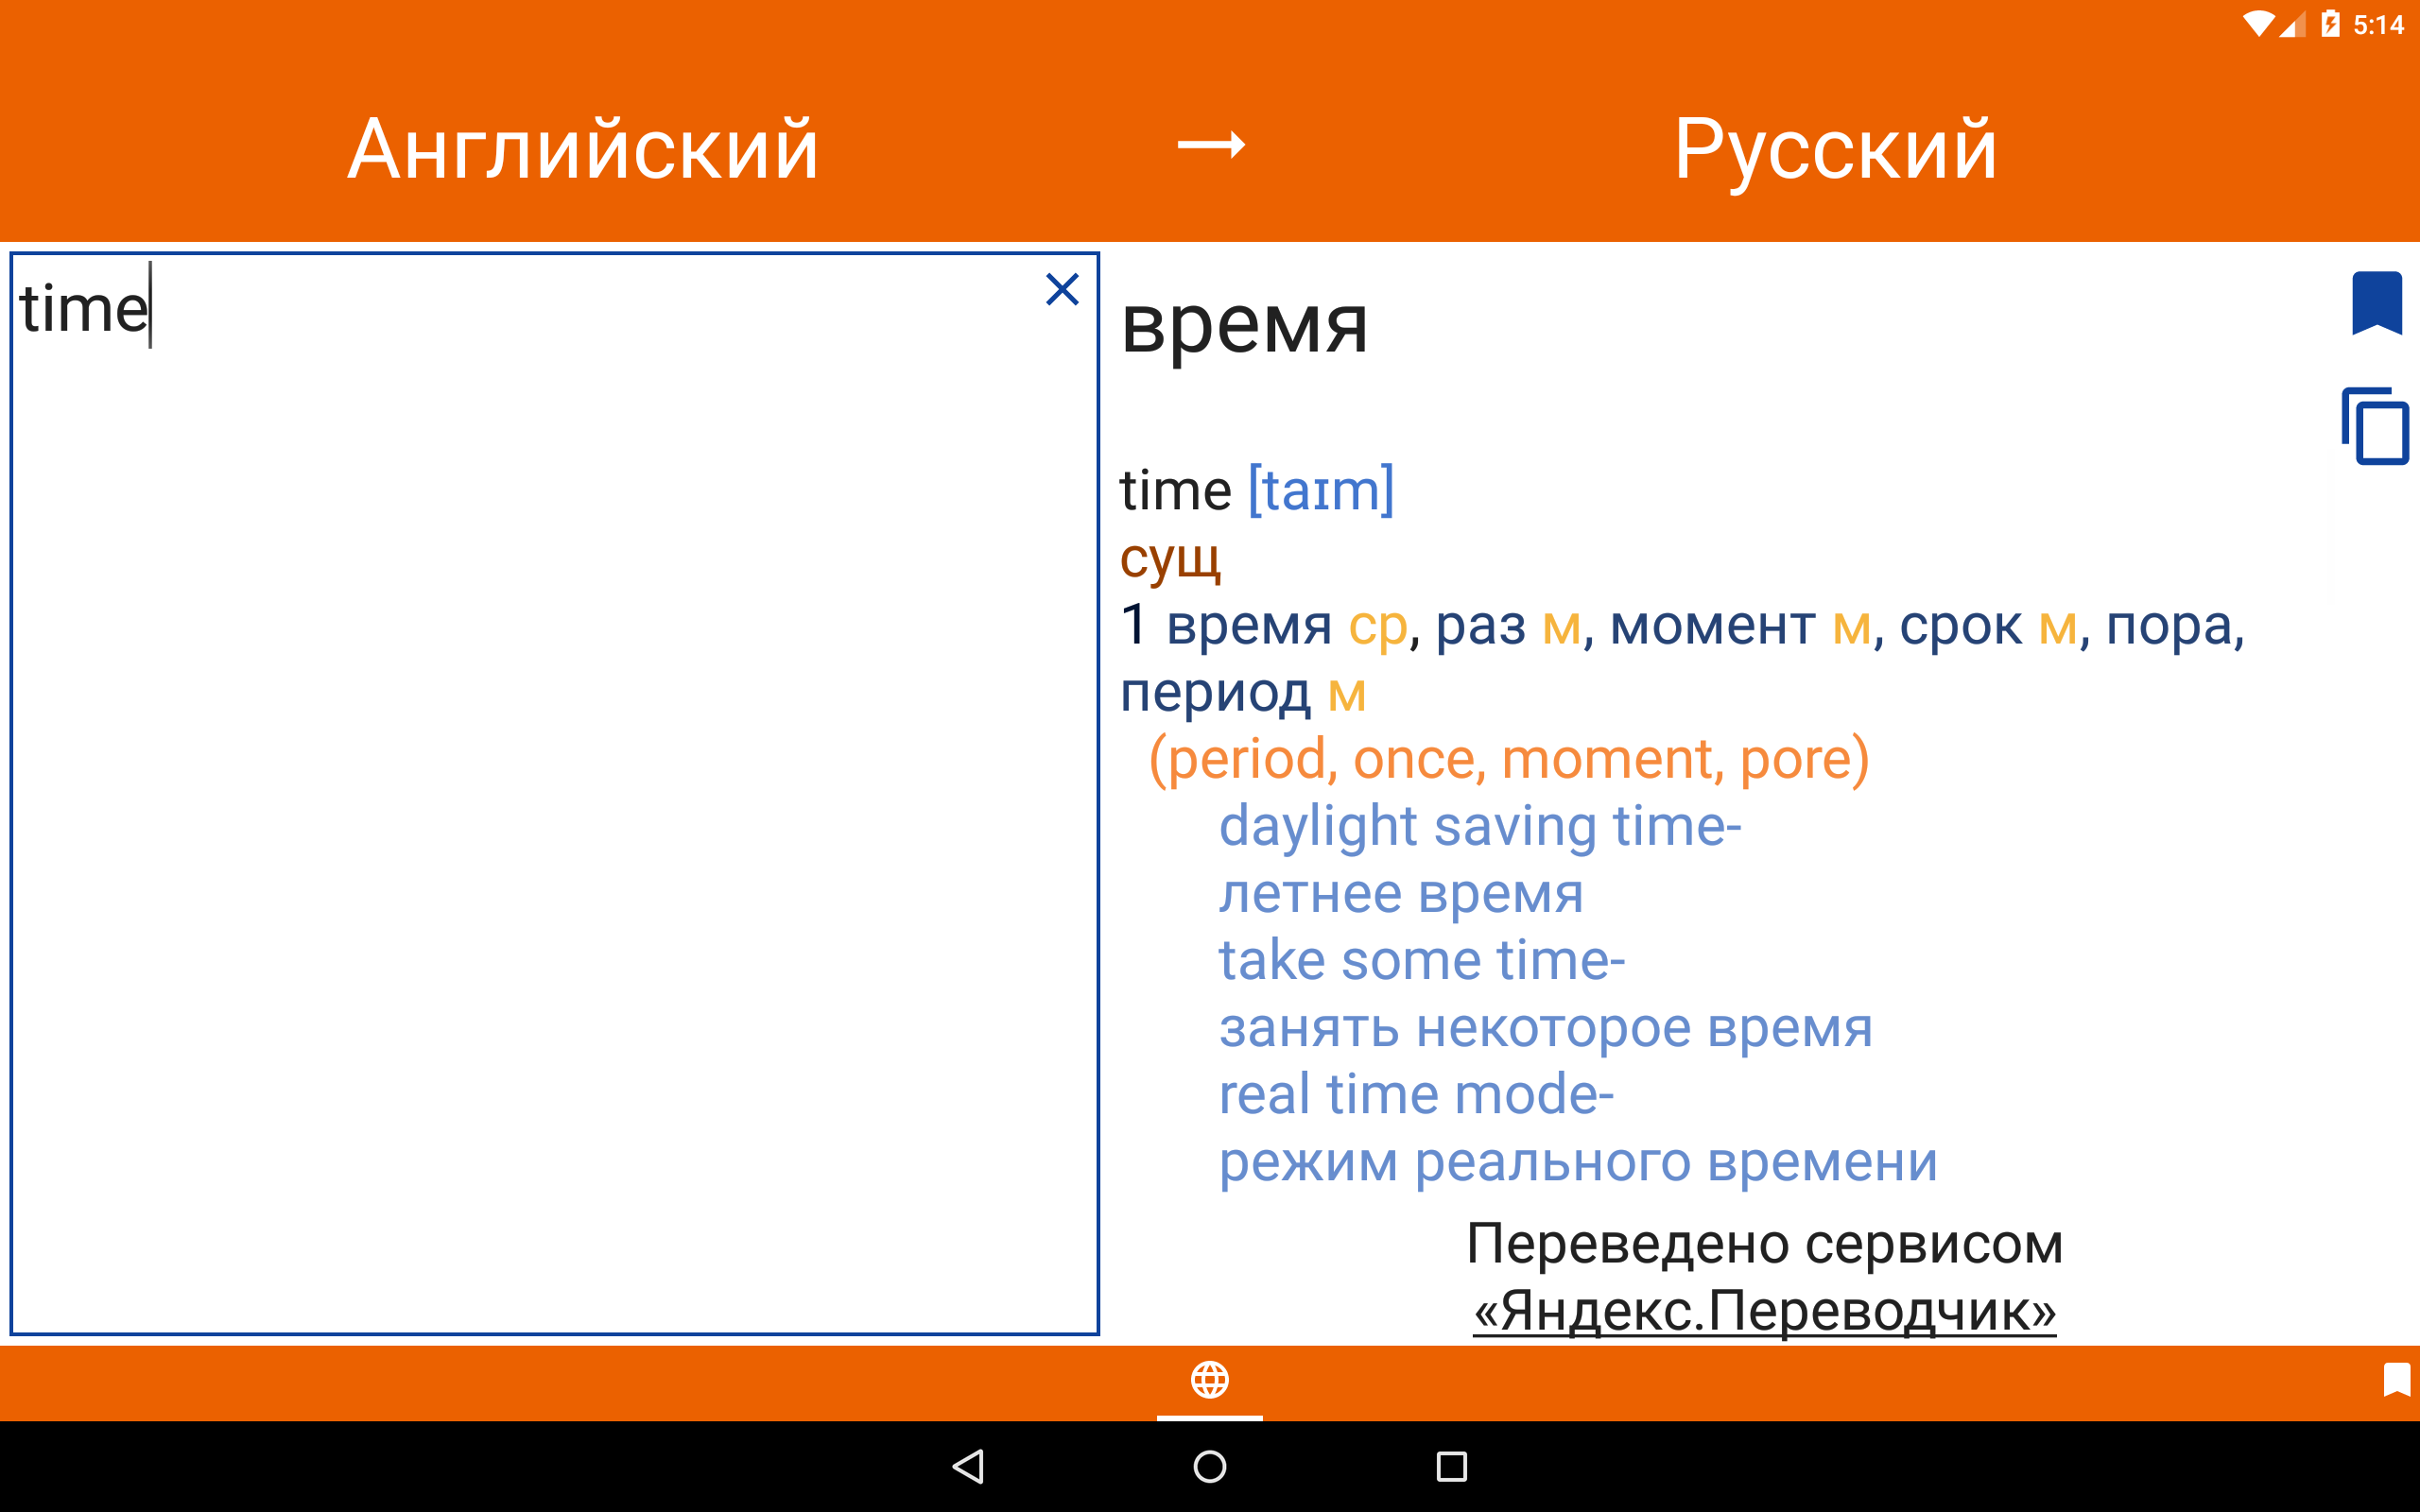 5:14
Английский → Русский
time
время
time [taɪm]
сущ
1 время ср, раз м, момент м, срок м, пора,
период м
(period, once, moment, pore)
daylight saving time-
летнее время
take some time-
занять некоторое время
real time mode-
режим реального времени
Переведено сервисом
«Яндекс.Переводчик»